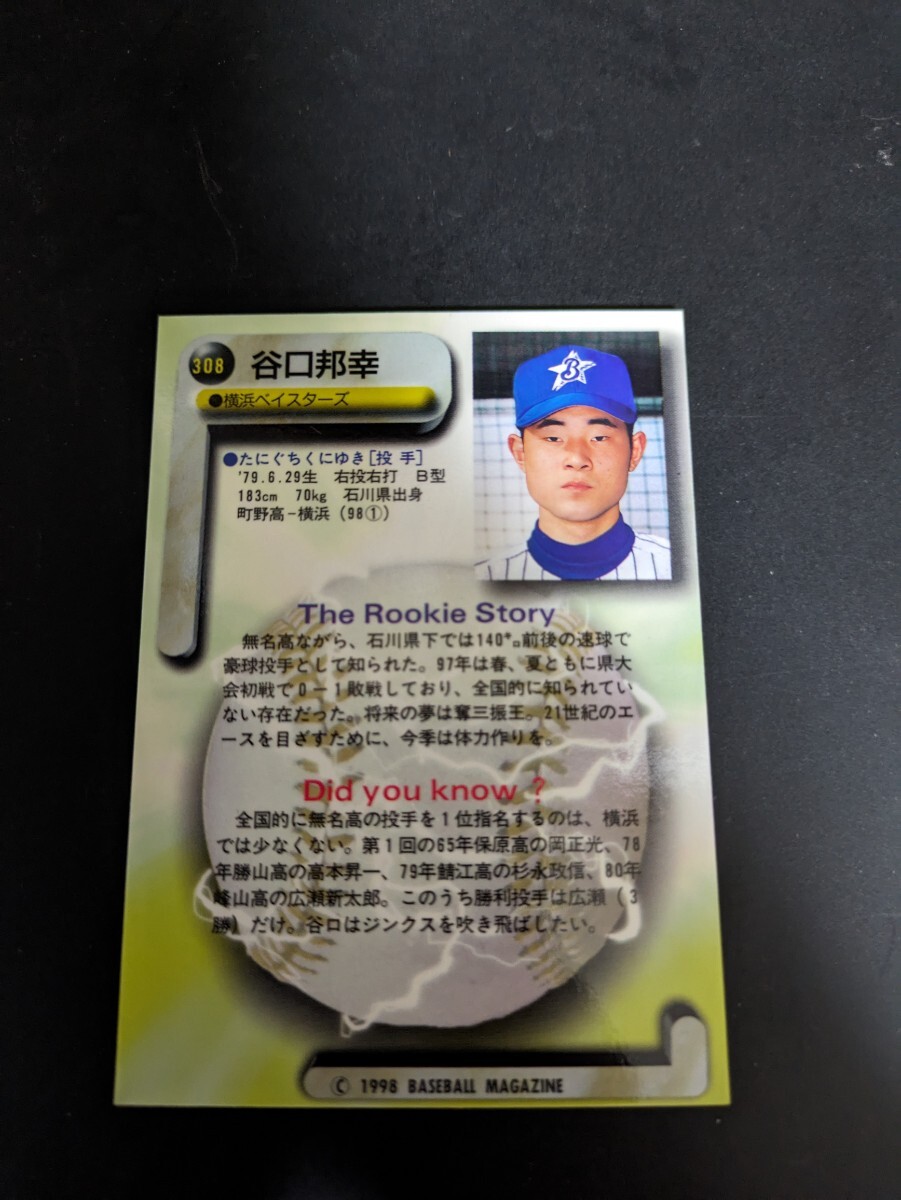 308 谷口邦幸
●横浜ベイスターズ
B
●たにぐちくにゆき[投 手]
'79.6.29生 右投右打 B型
183cm 70kg 石川県出身
町野高-横浜(98①)
The Rookie Story
無名高ながら、石川県下では140㌔前後の速球で
豪球投手として知られた。97年は春、夏ともに県大
会初戦で0-1敗戦しており、全国的に知られてい
ない存在だった。将来の夢は奪三振王。21世紀のエ
ースを目ざすために、今季は体力作りを。
Did you know ?
全国的に無名高の投手を1位指名するのは、横浜
では少なくない。第1回の65年保原高の岡正光、78
年勝山高の高本昇一、79年鯖江高の杉永政信、80年
峰山高の広瀬新太郎。このうち勝利投手は広瀬(3
勝)だけ。谷口はジンクスを吹き飛ばしたい。
© 1998 BASEBALL MAGAZINE